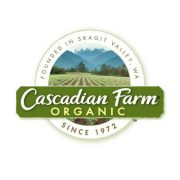 FOUNDED IN SKAGIT VALLEY, WA
Cascadian Farm
ORGANIC
SINCE 1972